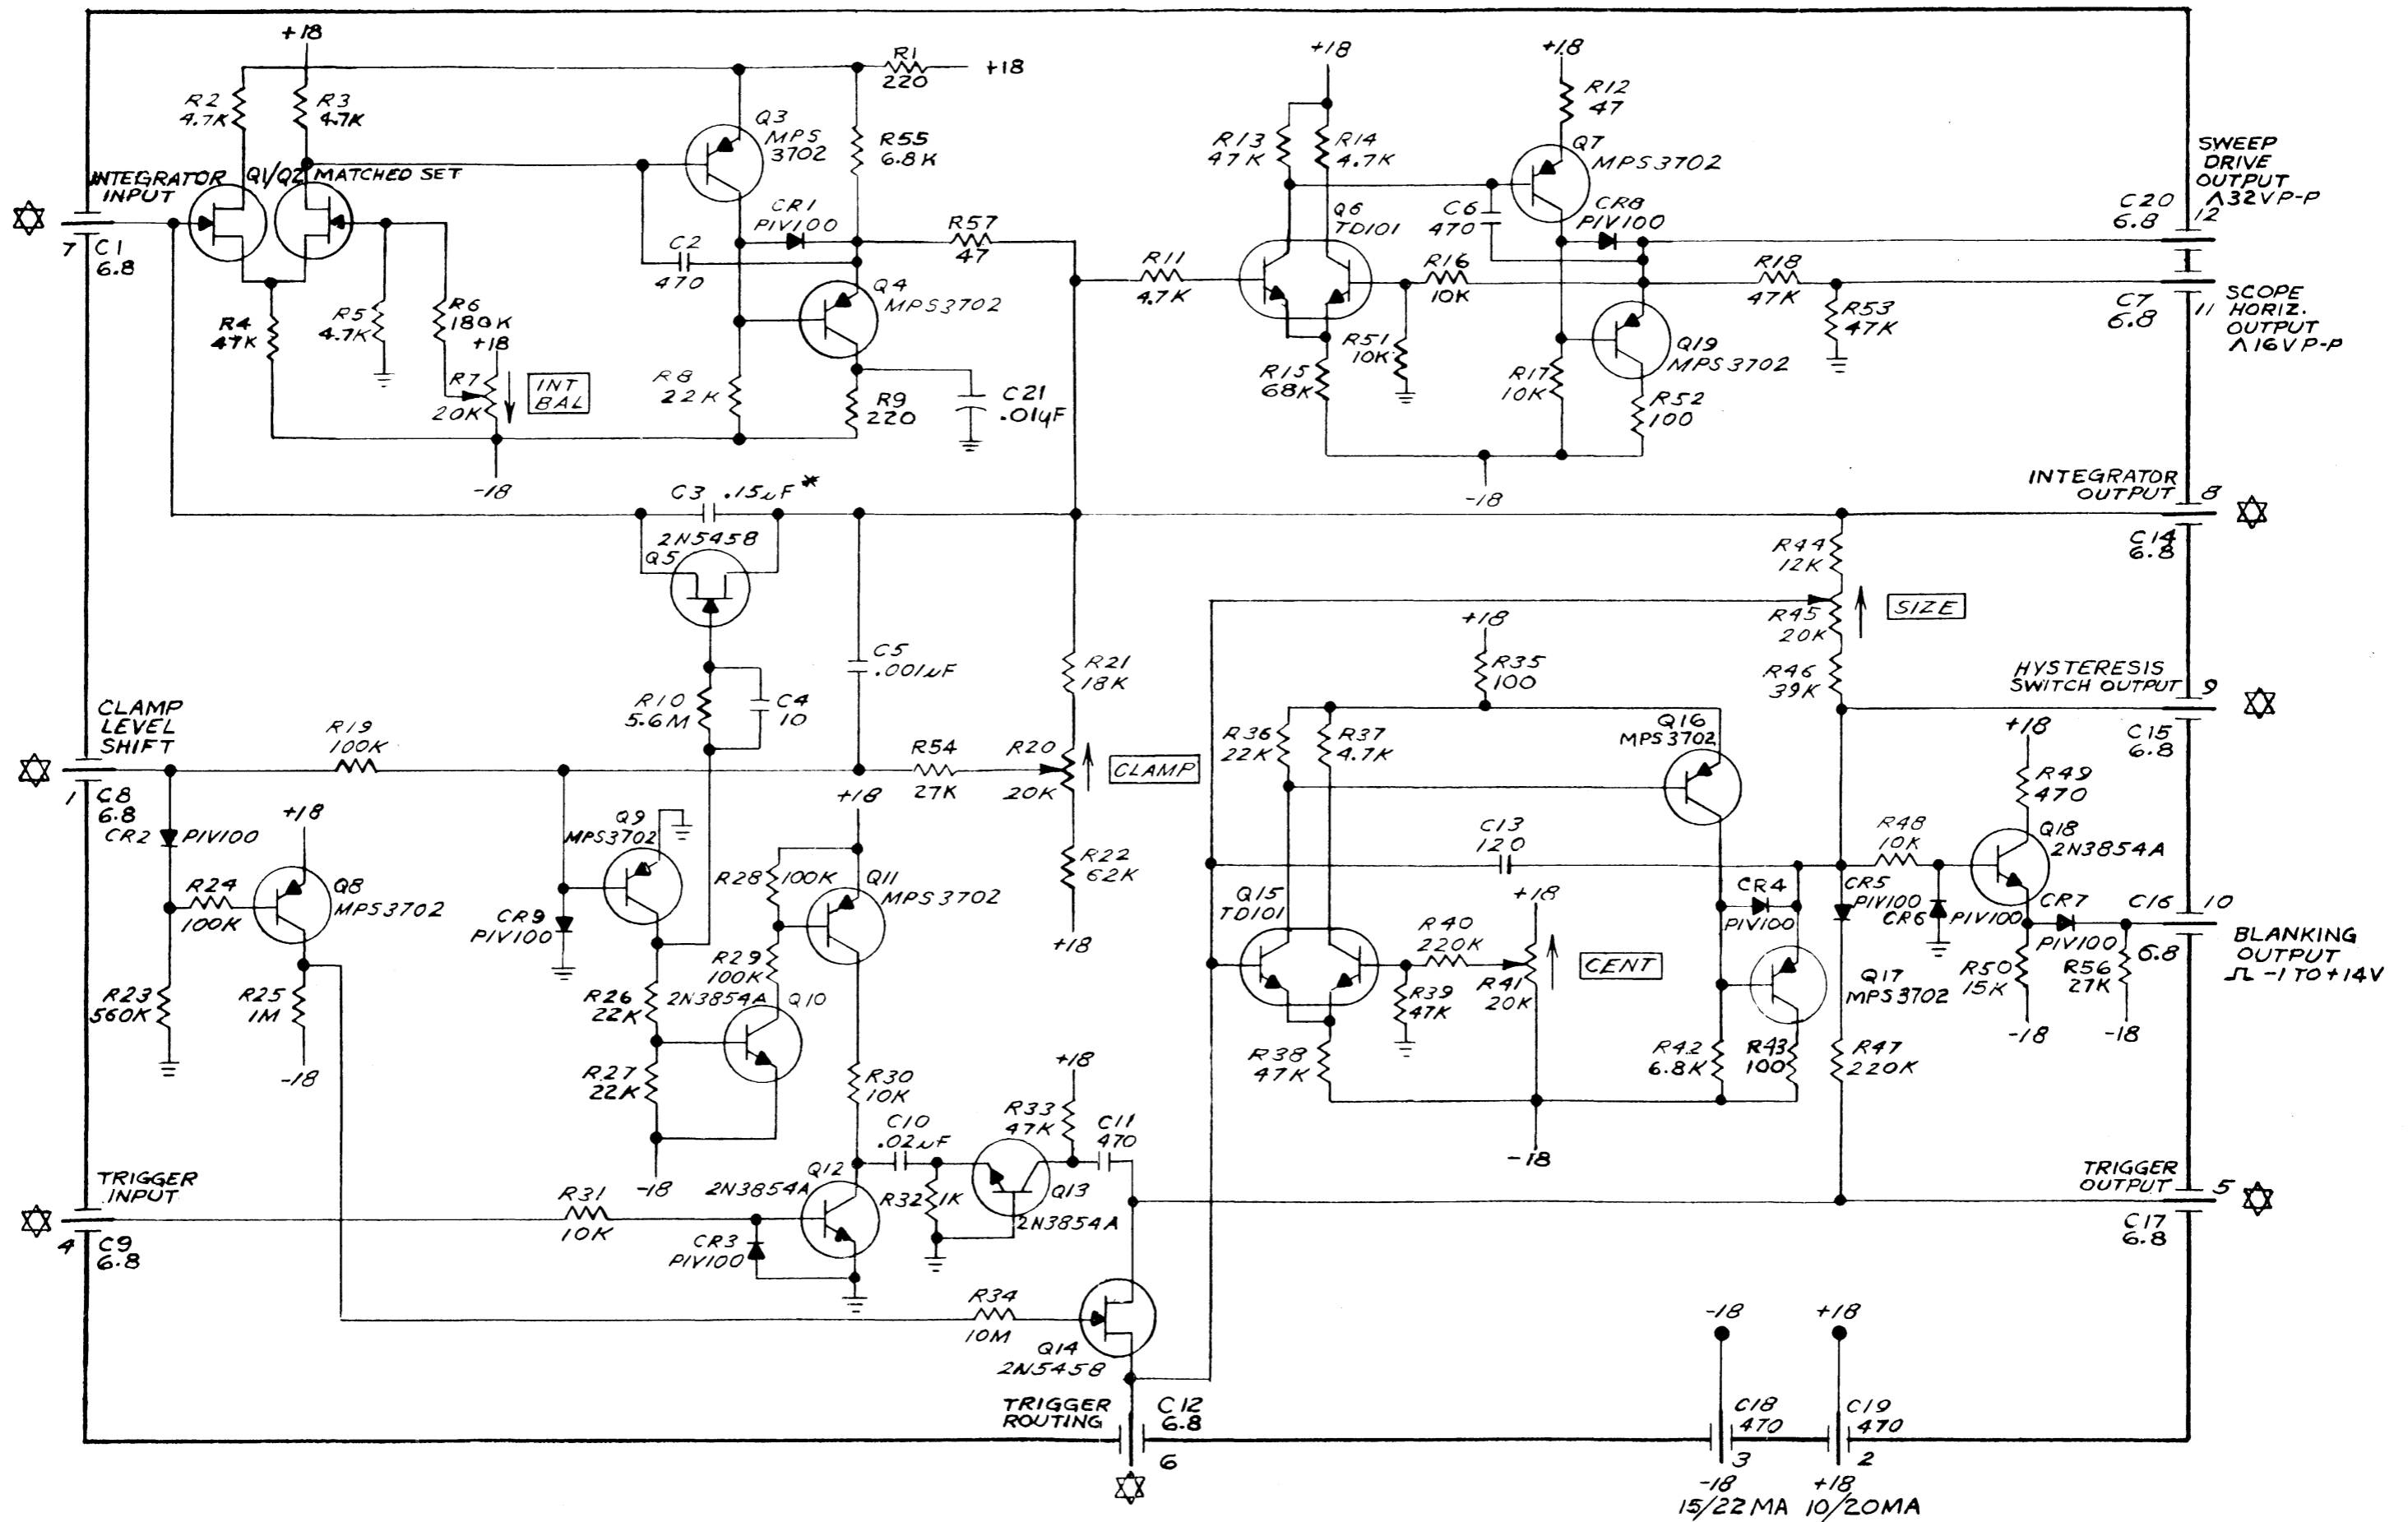 +18
R1
220
+18
R2
4.7K
R3
4.7K
Q3
MPS
3702
R55
6.8K
INTEGRATOR
INPUT
Q1/Q2 MATCHED SET
7
C1
6.8
CR1
PIV100
R57
47
C2
470
Q4
MPS3702
R4
47K
R5
4.7K
R6
180K
+18
R7
20K
INT
BAL
R8
22K
R9
220
C21
.01µF
-18
+18
+18
R12
47
R13
47K
R14
4.7K
Q7
MPS3702
Q6
TD101
C6
470
CR8
PIV100
R11
4.7K
R16
10K
R18
47K
R53
47K
R51
10K
R15
68K
R17
10K
Q19
MPS3702
R52
100
-18
SWEEP
DRIVE
OUTPUT
Λ32VP-P
C20
6.8
12
C7
6.8
11
SCOPE
HORIZ.
OUTPUT
Λ16VP-P
INTEGRATOR
OUTPUT
8
C14
6.8
C3 .15µF *
2N5458
Q5
R10
5.6M
C4
10
C5
.001µF
R21
18K
R44
12K
R45
20K
SIZE
R46
39K
HYSTERESIS
SWITCH OUTPUT
9
C15
6.8
CLAMP
LEVEL
SHIFT
1
C8
6.8
R19
100K
R54
27K
R20
20K
CLAMP
+18
R22
62K
+18
CR2
PIV100
+18
R24
100K
Q8
MPS3702
R23
560K
R25
1M
-18
Q9
MPS3702
CR9
PIV100
R28
100K
Q11
MPS3702
R29
100K
R26
22K
2N3854A
Q10
R27
22K
-18
R30
10K
+18
R35
100
R36
22K
R37
4.7K
Q16
MPS3702
C13
120
Q15
TD101
R40
220K
+18
R41
20K
CENT
R39
47K
R38
47K
-18
CR4
PIV100
Q17
MPS3702
R42
6.8K
R43
100
CR5
PIV100
R47
220K
R48
10K
CR6
PIV100
+18
R49
470
Q18
2N3854A
CR7
PIV100
R50
15K
-18
R56
27K
-18
C16
6.8
10
BLANKING
OUTPUT
-1 TO +14V
TRIGGER
INPUT
4
C9
6.8
R31
10K
CR3
PIV100
Q12
2N3854A
C10
.02µF
R32
1K
Q13
2N3854A
+18
R33
47K
C11
470
R34
10M
Q14
2N5458
TRIGGER
OUTPUT
5
C17
6.8
TRIGGER
ROUTING
C12
6.8
6
-18
+18
C18
470
C19
470
3
2
-18
15/22MA
+18
10/20MA